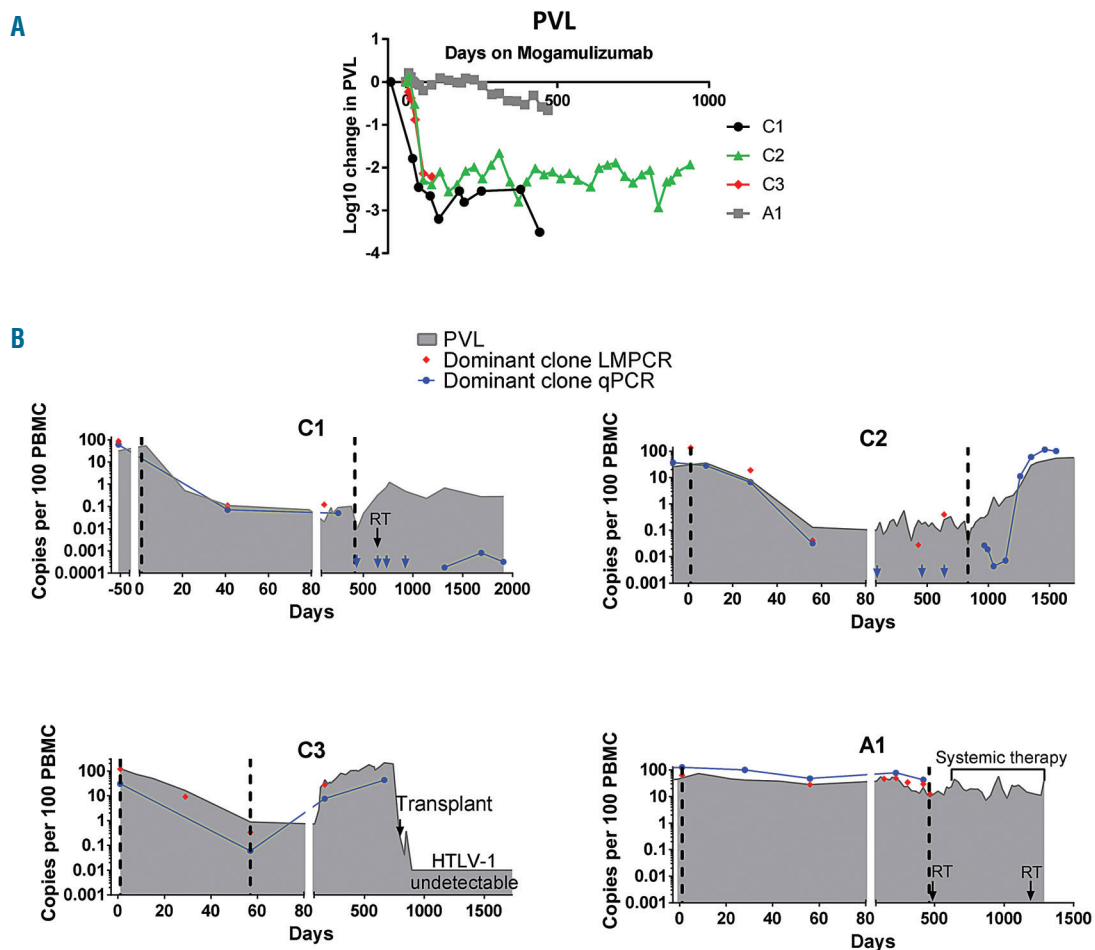 A
PVL
Days on Mogamulizumab
Log10 change in PVL
1
0
-1
-2
-3
-4
0
500
1000
C1
C2
C3
A1
B
PVL
Dominant clone LMPCR
Dominant clone qPCR
C1
Copies per 100 PBMC
100
10
1
0.1
0.01
0.001
0.0001
RT
-50
0
20
40
60
80
500
1000
1500
2000
Days
C2
Copies per 100 PBMC
100
10
1
0.1
0.01
0.001
0
20
40
60
80
500
1000
1500
Days
C3
Copies per 100 PBMC
100
10
1
0.1
0.01
0.001
Transplant
HTLV-1
undetectable
0
20
40
60
80
200
400
600
800
1000
1500
Days
A1
Copies per 100 PBMC
100
10
1
0.1
0.01
0.001
Systemic therapy
RT
RT
0
20
40
60
80
500
1000
1500
Days